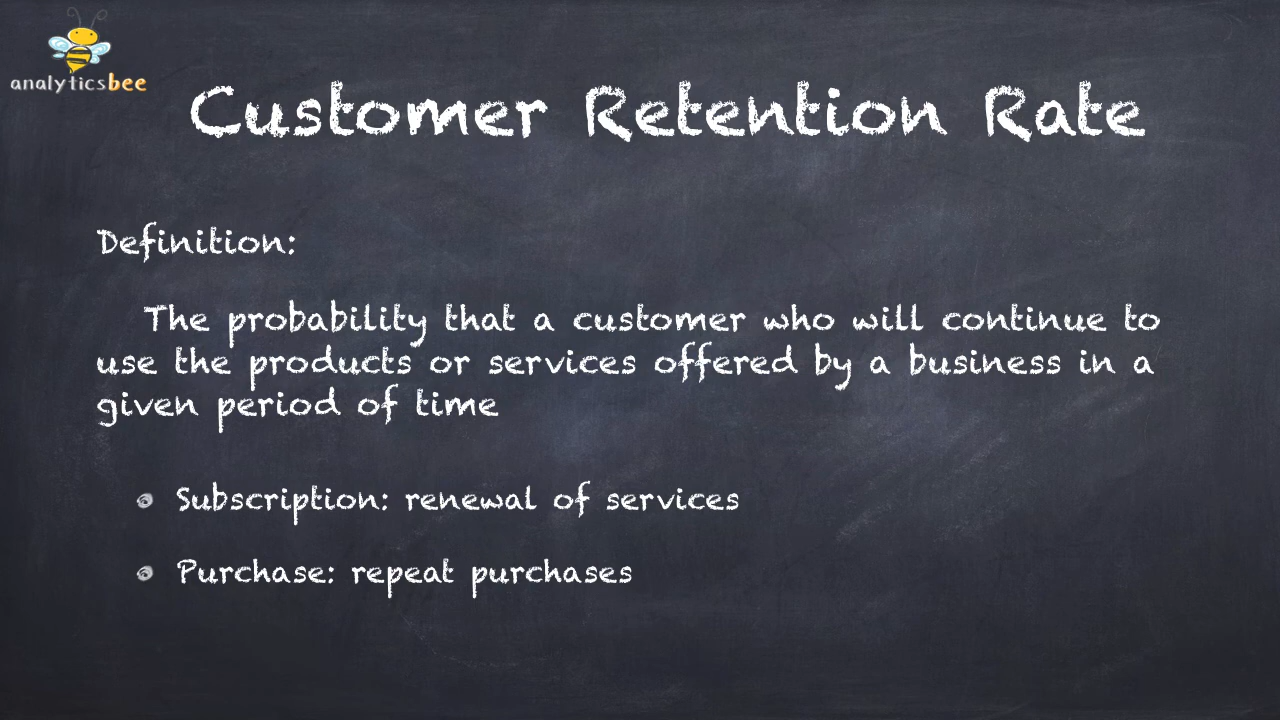 analyticsbee
Customer Retention Rate
Definition:
The probability that a customer who will continue to
use the products or services offered by a business in a
given period of time
Subscription: renewal of services
Purchase: repeat purchases